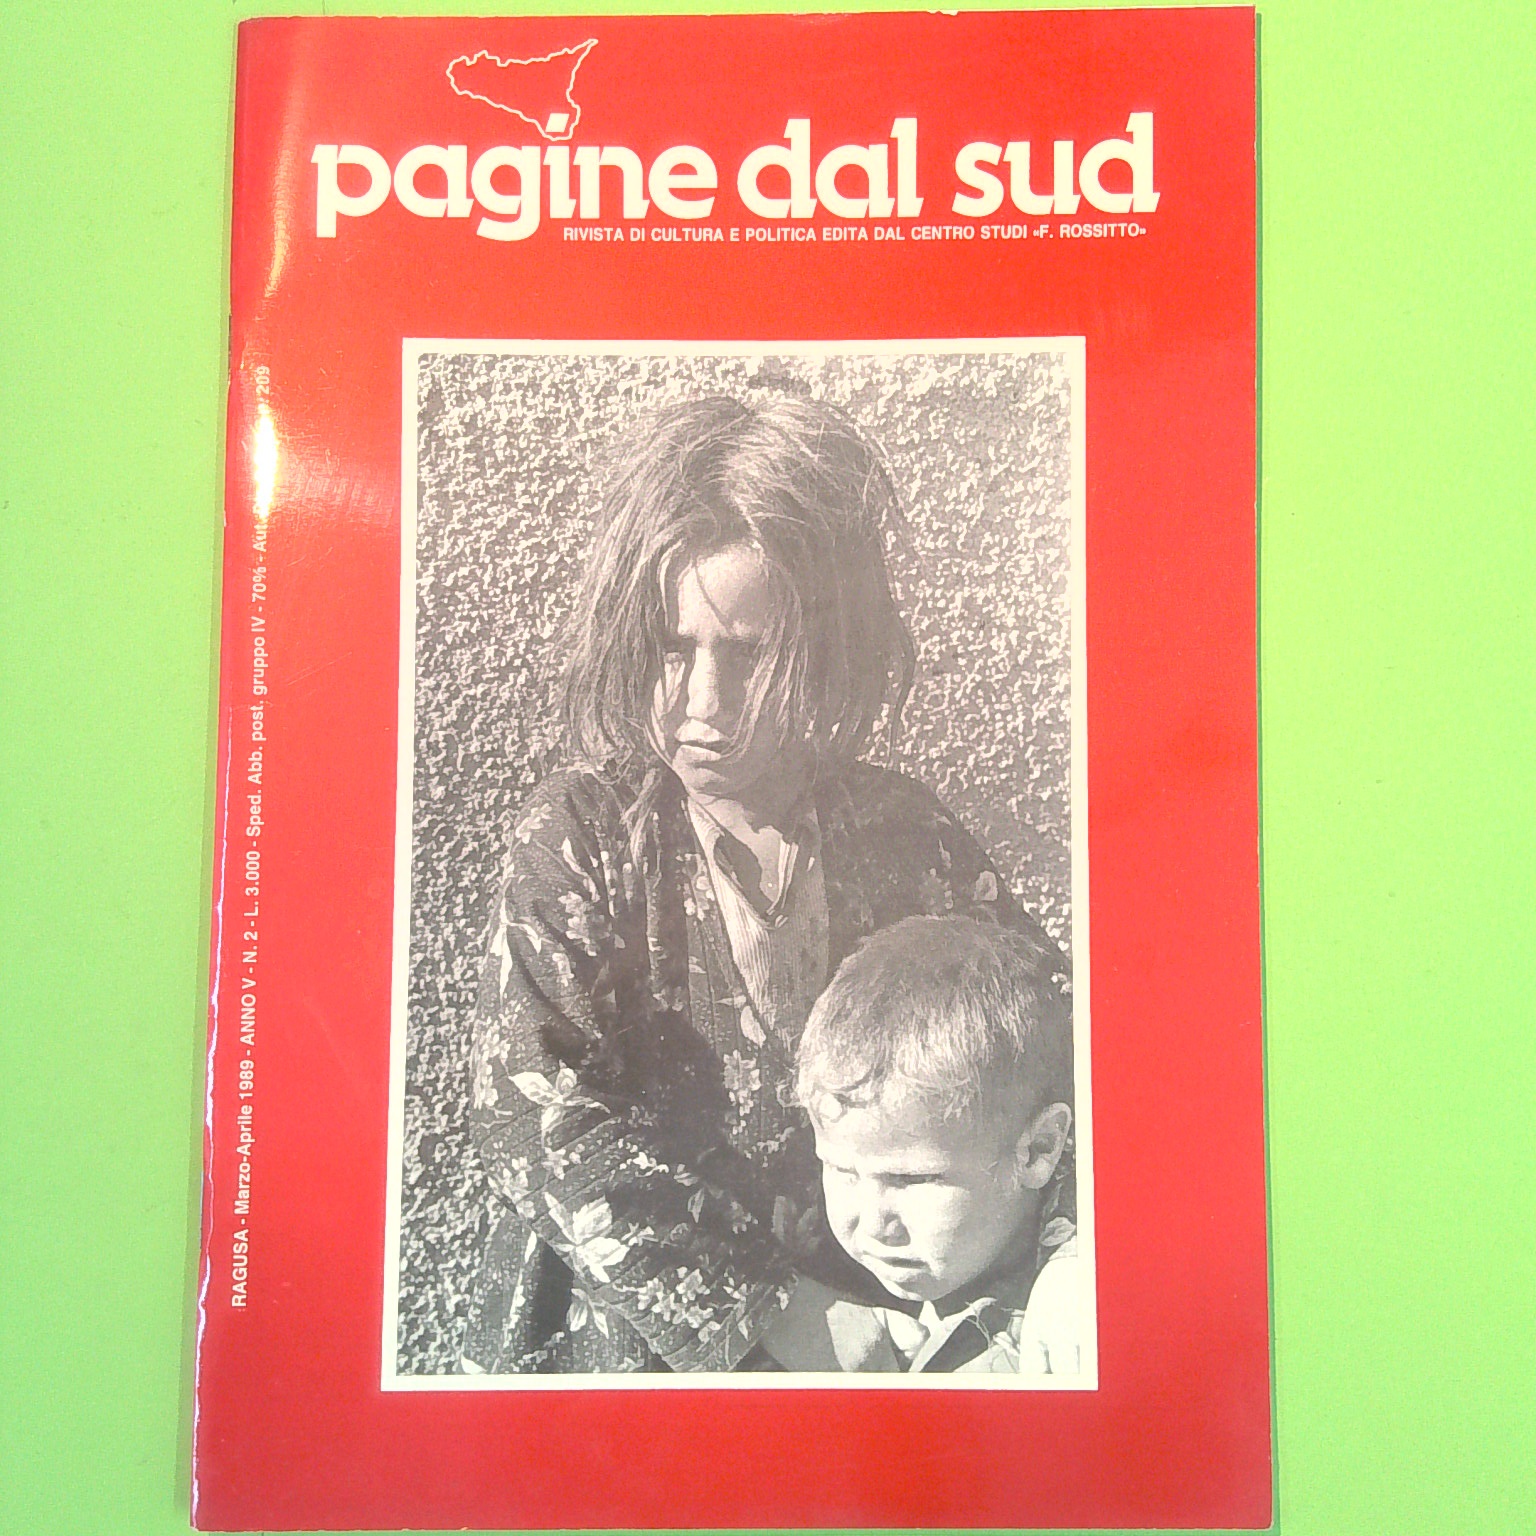 pagine dal sud
RIVISTA DI CULTURA E POLITICA EDITA DAL CENTRO STUDI «F. ROSSITTO»
RAGUSA - Marzo-Aprile 1989 - ANNO V - N. 2 - L. 3.000 - Sped. Abb. post. gruppo IV - 70% - 209